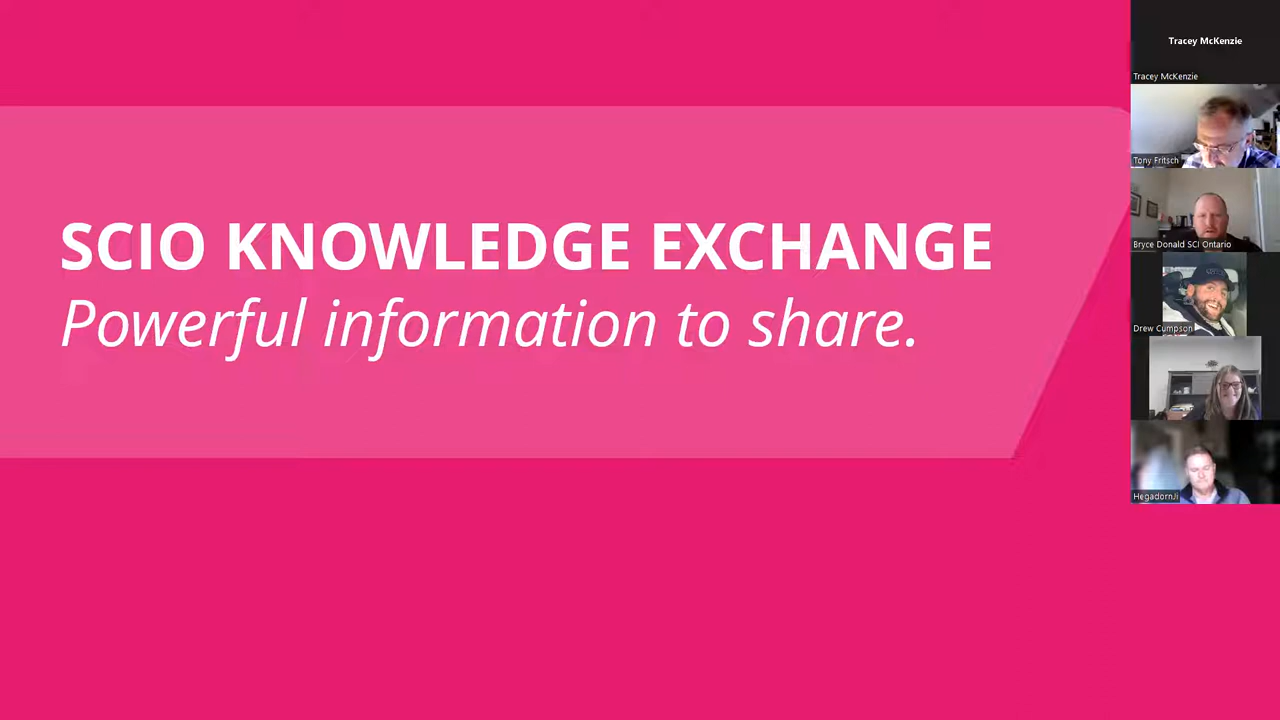 SCIO KNOWLEDGE EXCHANGE
Powerful information to share.
Tracey McKenzie
Tracey McKenzie
Tony Fritsch
Bryce Donald SCI Ontario
Drew Cumpson
HegadornJi